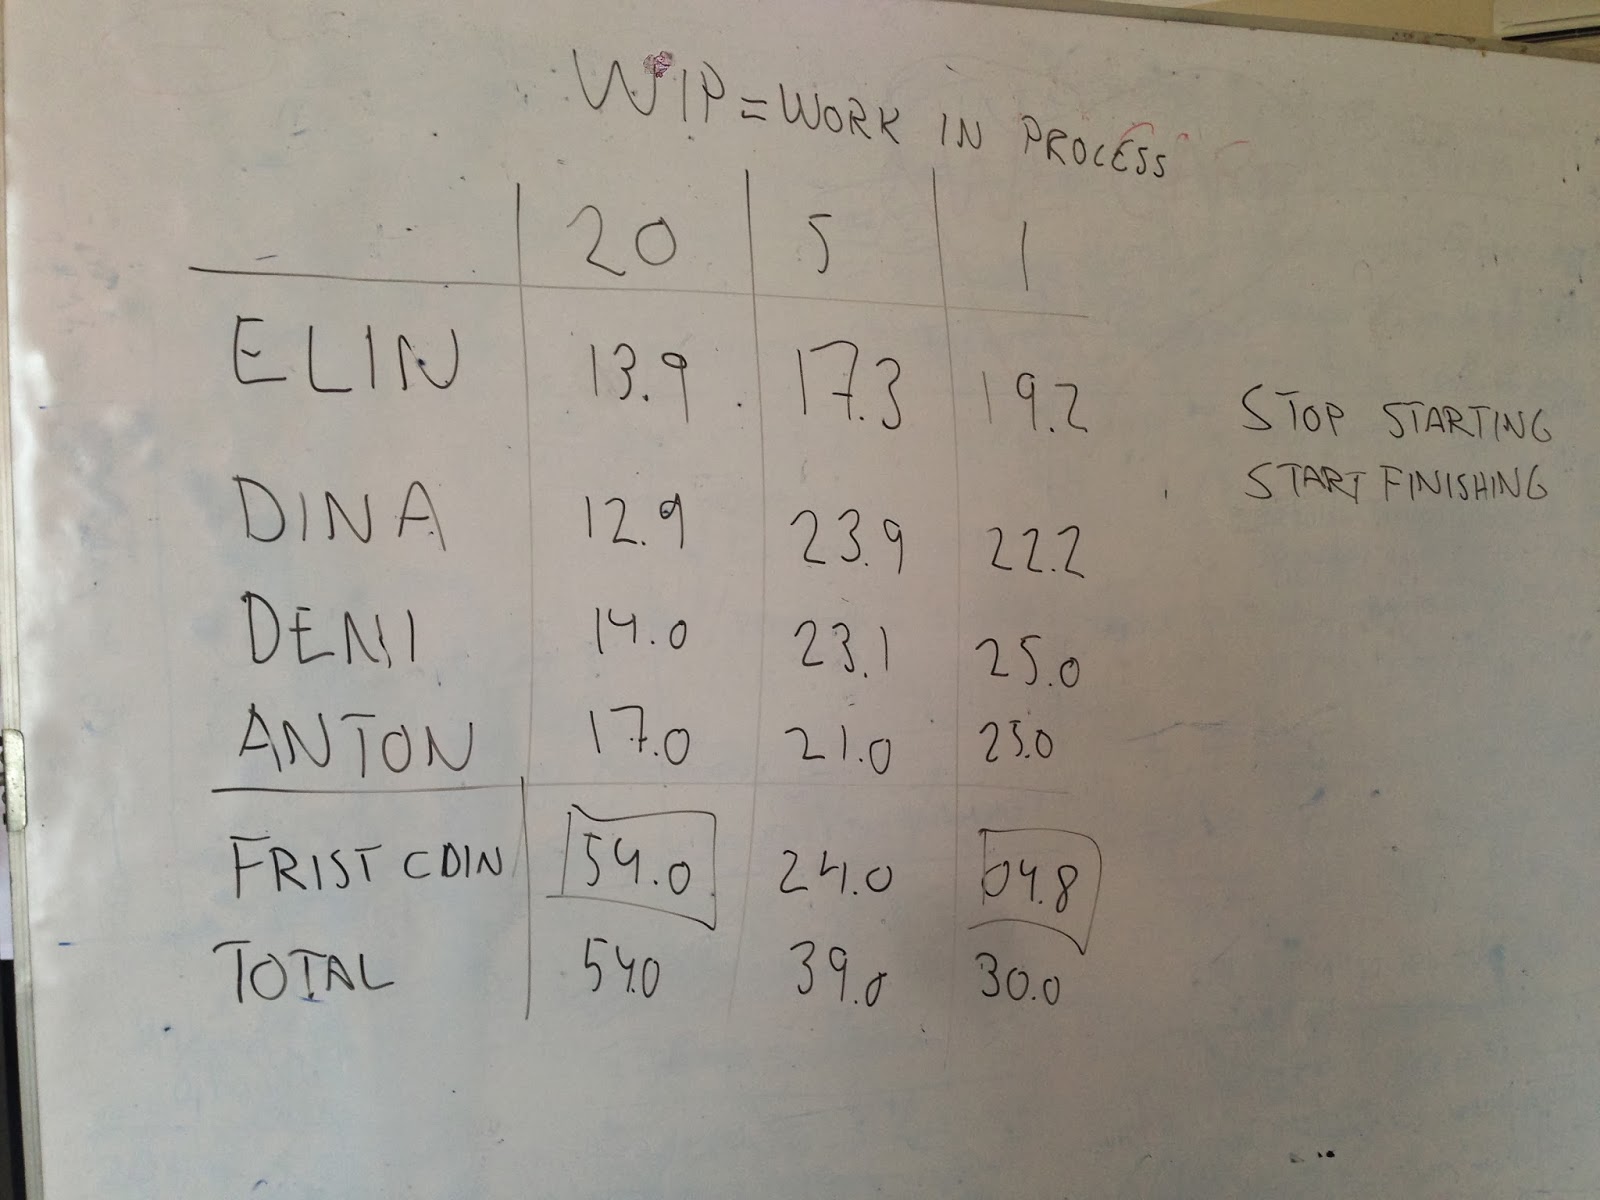 WIP = WORK IN PROCESS
20 5 1
ELIN 13.9 17.3 19.2
STOP STARTING
START FINISHING
DINA 12.9 23.9 22.2
DENI 14.0 23.1 25.0
ANTON 17.0 21.0 25.0
FRIST COIN 54.0 24.0 04.8
TOTAL 54.0 39.0 30.0